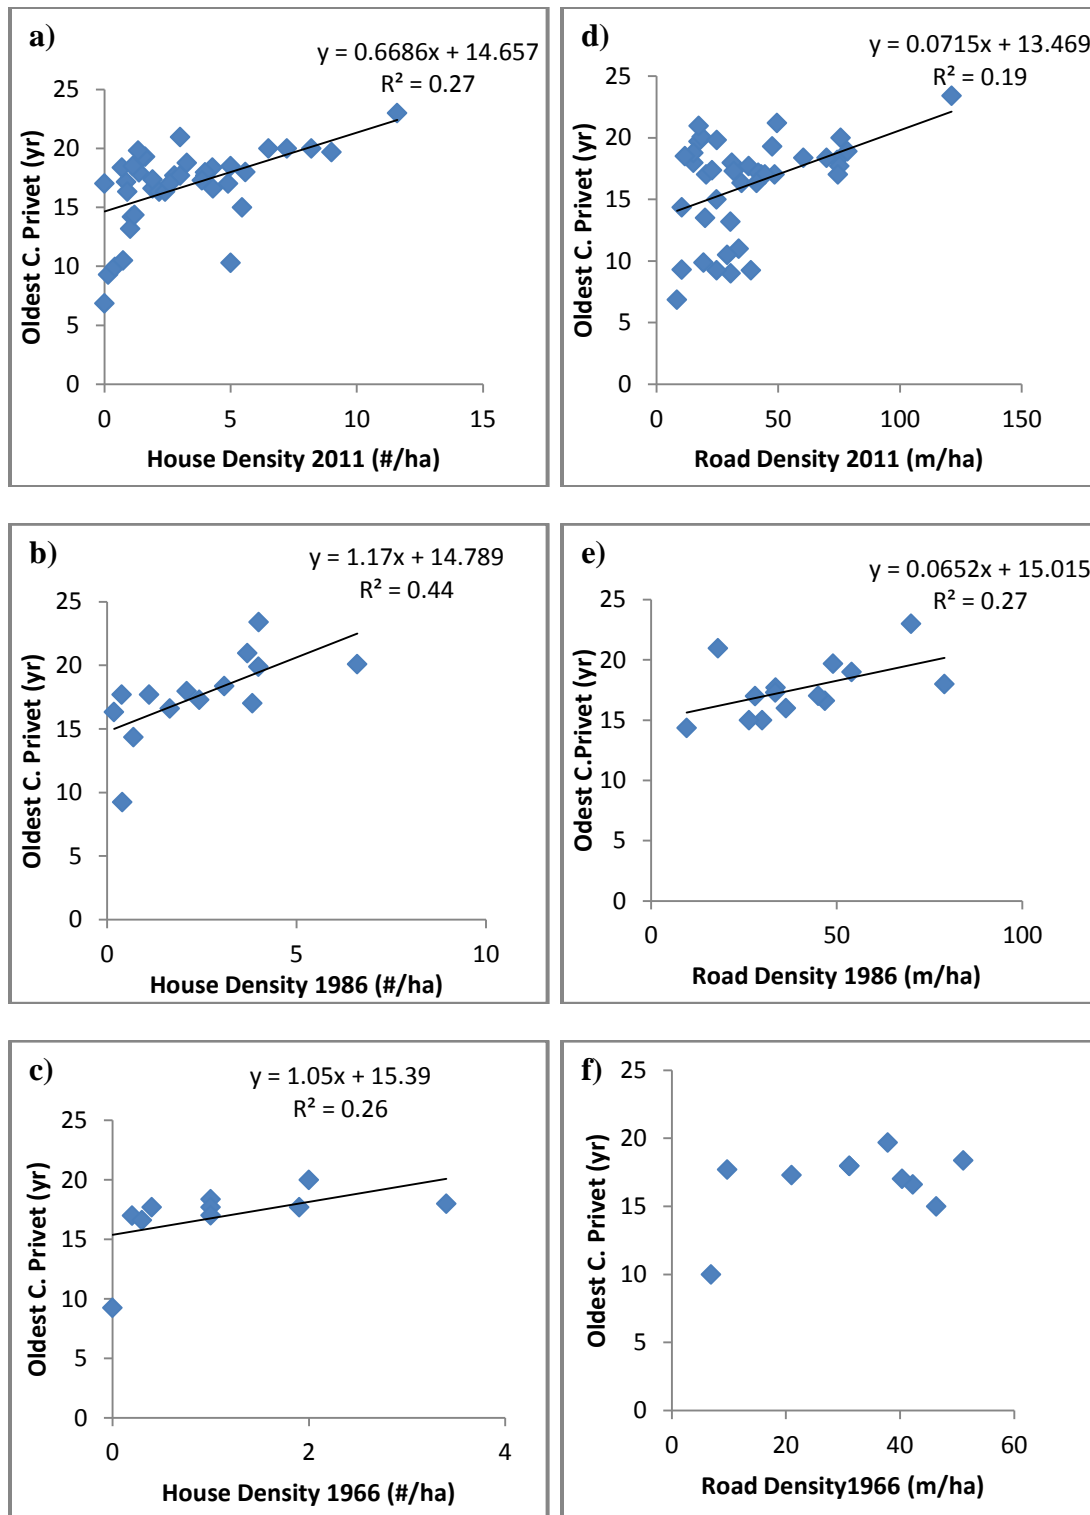 a)
y = 0.6686x + 14.657
R² = 0.27
Oldest C. Privet (yr)
25
20
15
10
5
0
0 5 10 15
House Density 2011 (#/ha)
d)
y = 0.0715x + 13.469
R² = 0.19
Oldest C. Privet (yr)
25
20
15
10
5
0
0 50 100 150
Road Density 2011 (m/ha)
b)
y = 1.17x + 14.789
R² = 0.44
Oldest C. Privet (yr)
25
20
15
10
5
0
0 5 10
House Density 1986 (#/ha)
e)
y = 0.0652x + 15.015
R² = 0.27
Odest C.Privet (yr)
25
20
15
10
5
0
0 50 100
Road Density 1986 (m/ha)
c)
y = 1.05x + 15.39
R² = 0.26
Oldest C. Privet (yr)
25
20
15
10
5
0
0 2 4
House Density 1966 (#/ha)
f)
Oldest C. Privet (yr)
25
20
15
10
5
0
0 20 40 60
Road Density1966 (m/ha)